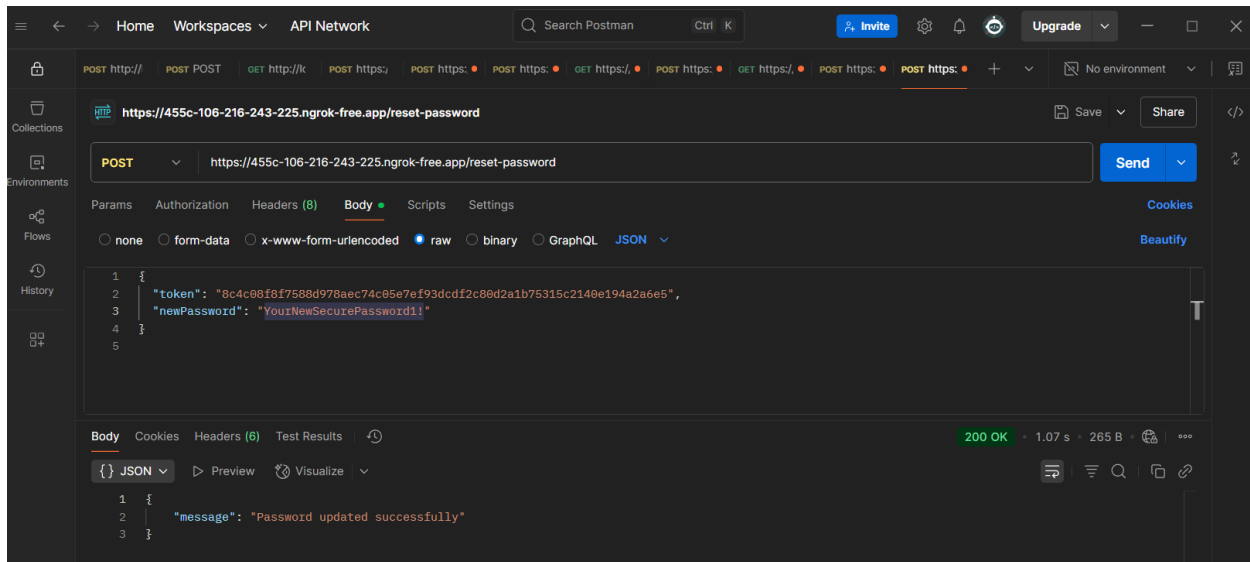 Home Workspaces API Network Search Postman Ctrl K Invite Upgrade
POST http://l POST POST GET http://lc POST https:/ POST https: POST https: GET https:/, POST https: GET https:/, POST https: POST https: No environment
HTTP https://455c-106-216-243-225.ngrok-free.app/reset-password Save Share
Collections
POST https://455c-106-216-243-225.ngrok-free.app/reset-password Send
Environments
Params Authorization Headers (8) Body Scripts Settings Cookies
Flows
none form-data x-www-form-urlencoded raw binary GraphQL JSON Beautify
History
1 {
2 "token": "8c4c08f8f7588d978aec74c05e7ef93dcdf2c80d2a1b75315c2140e194a2a6e5",
3 "newPassword": "YourNewSecurePassword1!"
4 }
5
Body Cookies Headers (6) Test Results 200 OK 1.07 s 265 B
{} JSON Preview Visualize
1 {
2 "message": "Password updated successfully"
3 }